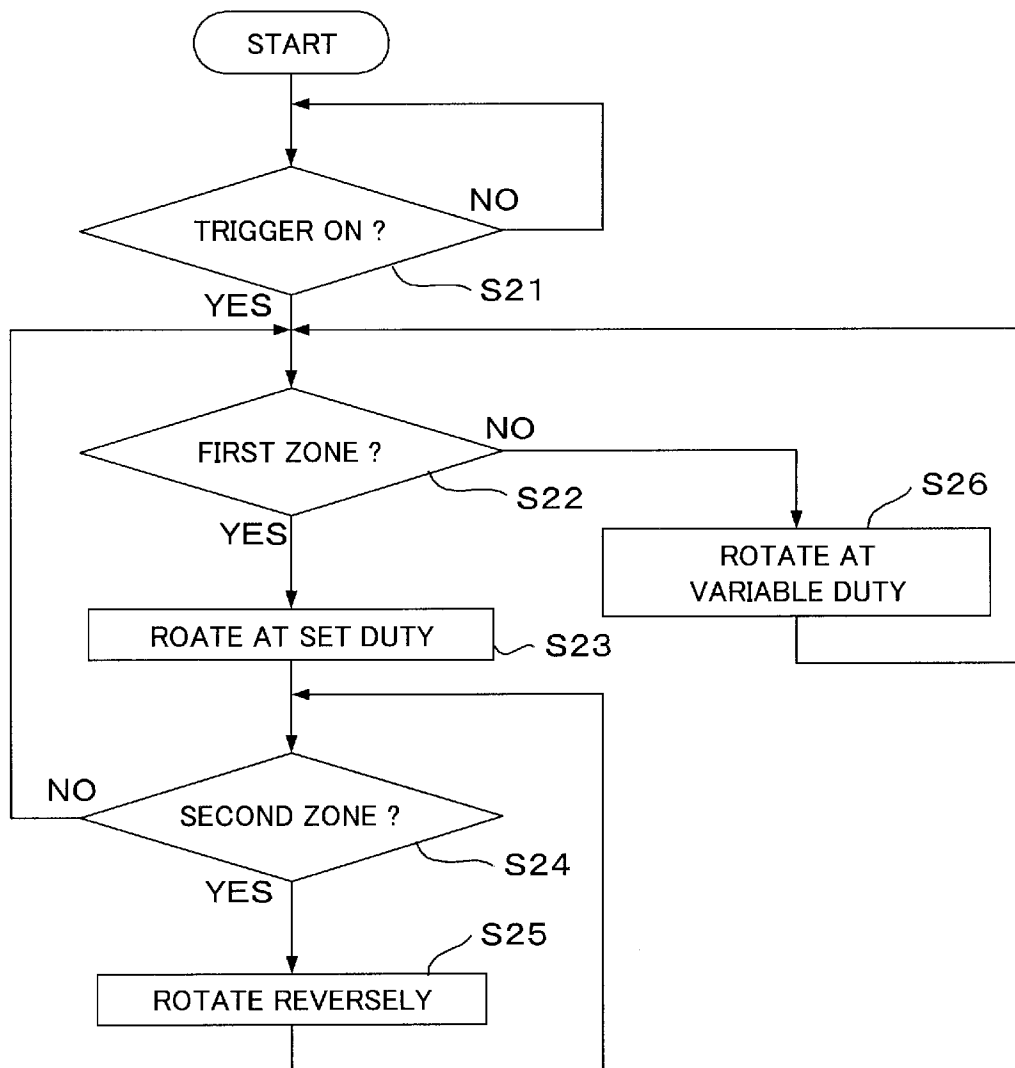 START
NO
TRIGGER ON ?
S21
YES
NO
FIRST ZONE ?
S22
YES
S26
ROTATE AT
VARIABLE DUTY
ROATE AT SET DUTY
S23
NO
SECOND ZONE ?
S24
YES
S25
ROTATE REVERSELY